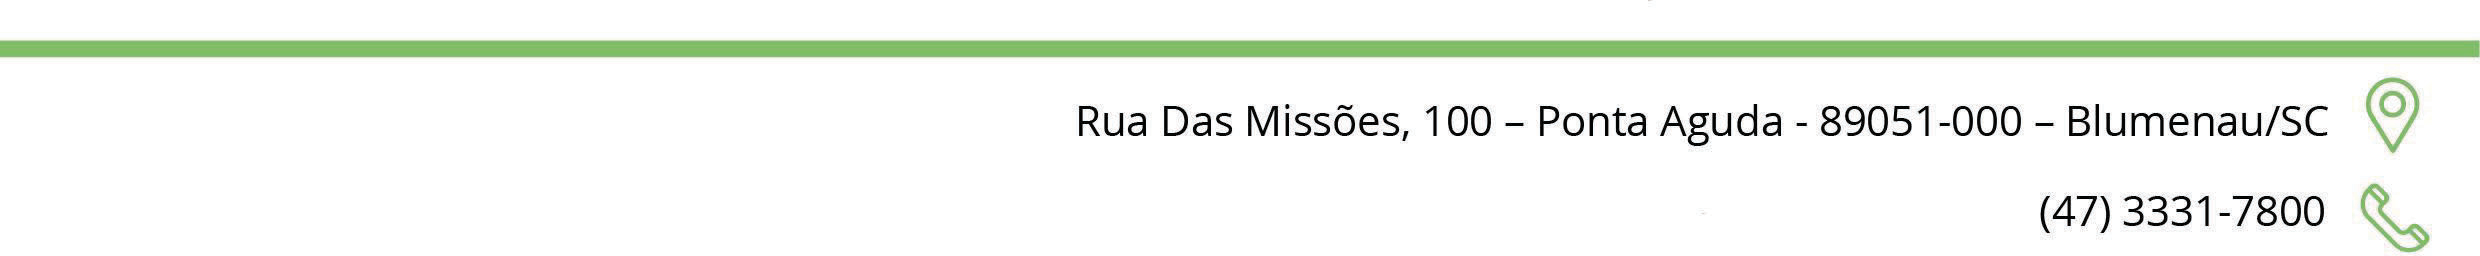 Rua Das Missões, 100 – Ponta Aguda - 89051-000 – Blumenau/SC
(47) 3331-7800